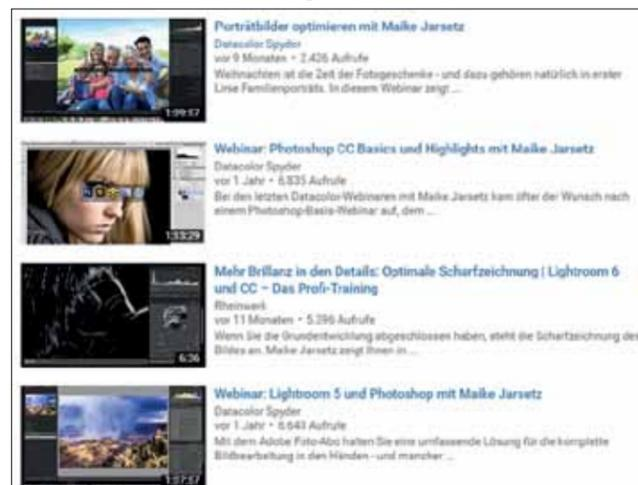 Porträtbilder optimieren mit Maike Jarsetz
Datacolor Spyder
vor 9 Monaten • 2.426 Aufrufe
Weihnachten ist die Zeit der Fotogeschenke - und dazu gehören natürlich in erster
Linie Familienporträts. In diesem Webinar zeigt ...
1:09:57
Webinar: Photoshop CC Basics und Highlights mit Maike Jarsetz
Datacolor Spyder
vor 1 Jahr • 6.835 Aufrufe
Bei den letzten Datacolor-Webinaren mit Maike Jarsetz kam öfter der Wunsch nach
einem Photoshop-Basis-Webinar auf, dem ...
1:33:29
Mehr Brillanz in den Details: Optimale Scharfzeichnung | Lightroom 6
und CC – Das Profi-Training
Rheinwerk
vor 11 Monaten • 5.296 Aufrufe
Wenn Sie die Grundentwicklung abgeschlossen haben, steht die Scharfzeichnung des
Bildes an. Maike Jarsetz zeigt Ihnen in ...
6:36
Webinar: Lightroom 5 und Photoshop mit Maike Jarsetz
Datacolor Spyder
vor 1 Jahr • 6.643 Aufrufe
Mit dem Adobe Foto-Abo halten Sie eine umfassende Lösung für die komplette
Bildbearbeitung in den Händen - und mancher ...